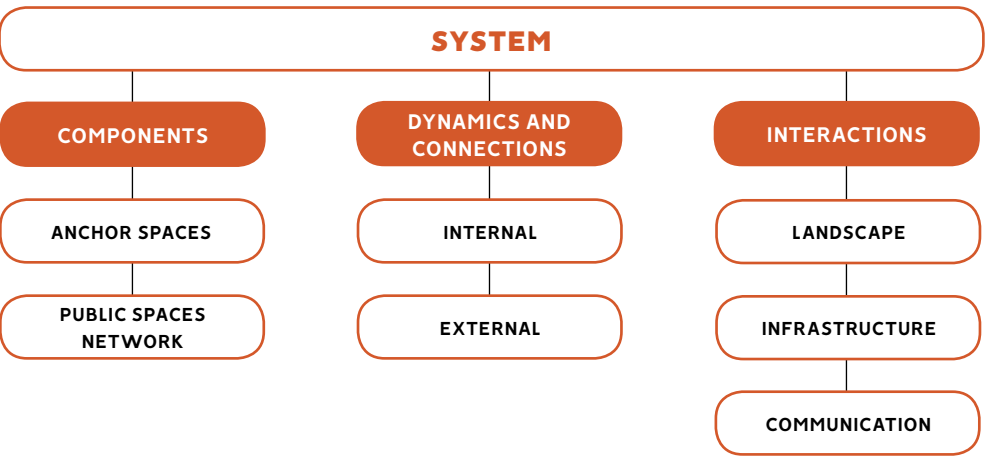 SYSTEM
COMPONENTS
DYNAMICS AND
CONNECTIONS
INTERACTIONS
ANCHOR SPACES
INTERNAL
LANDSCAPE
PUBLIC SPACES
NETWORK
EXTERNAL
INFRASTRUCTURE
COMMUNICATION